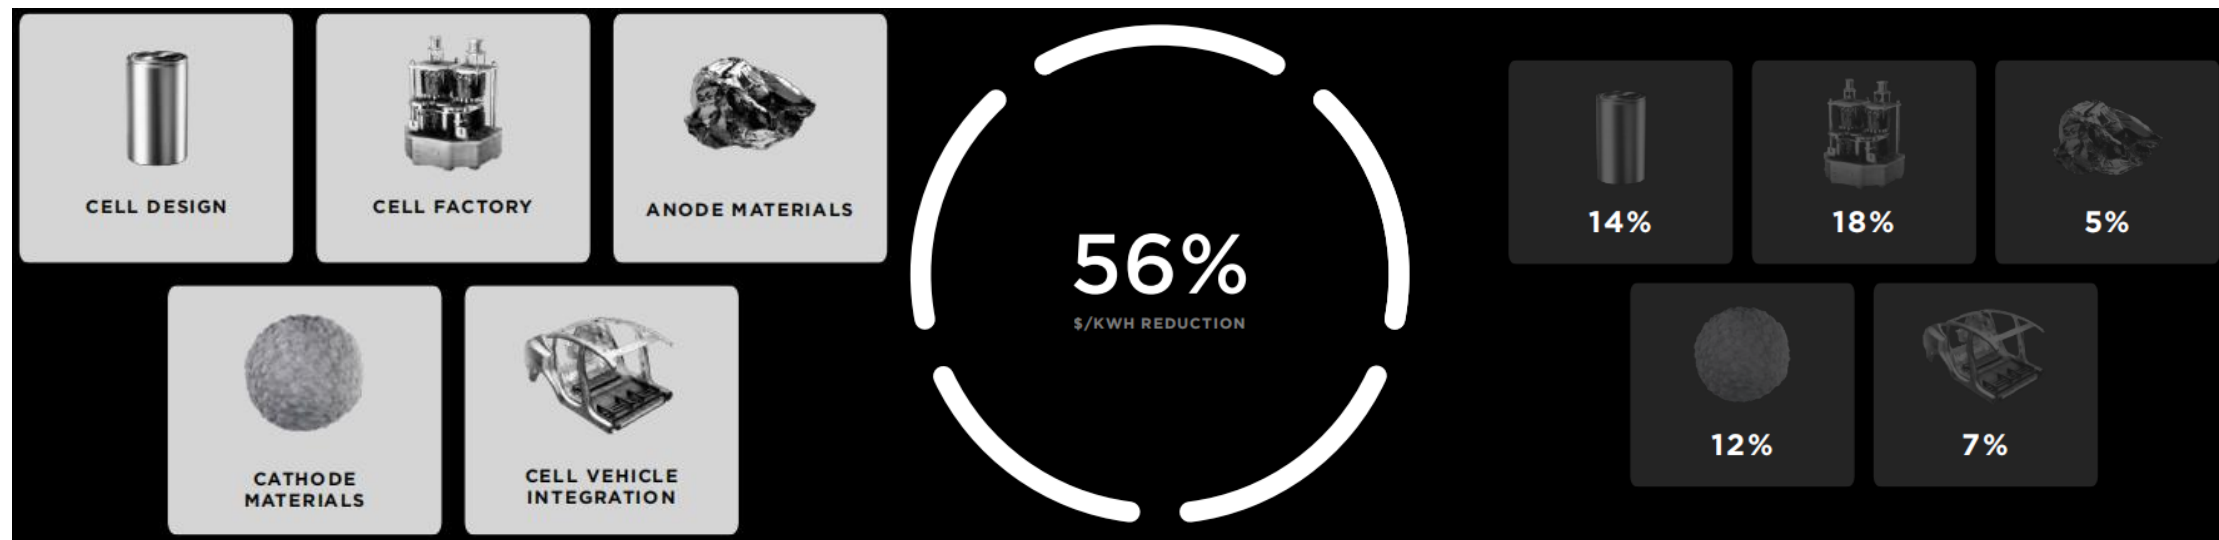 CELL DESIGN
CELL FACTORY
ANODE MATERIALS
CATHODE
MATERIALS
CELL VEHICLE
INTEGRATION
56%
$/KWH REDUCTION
14%
18%
5%
12%
7%